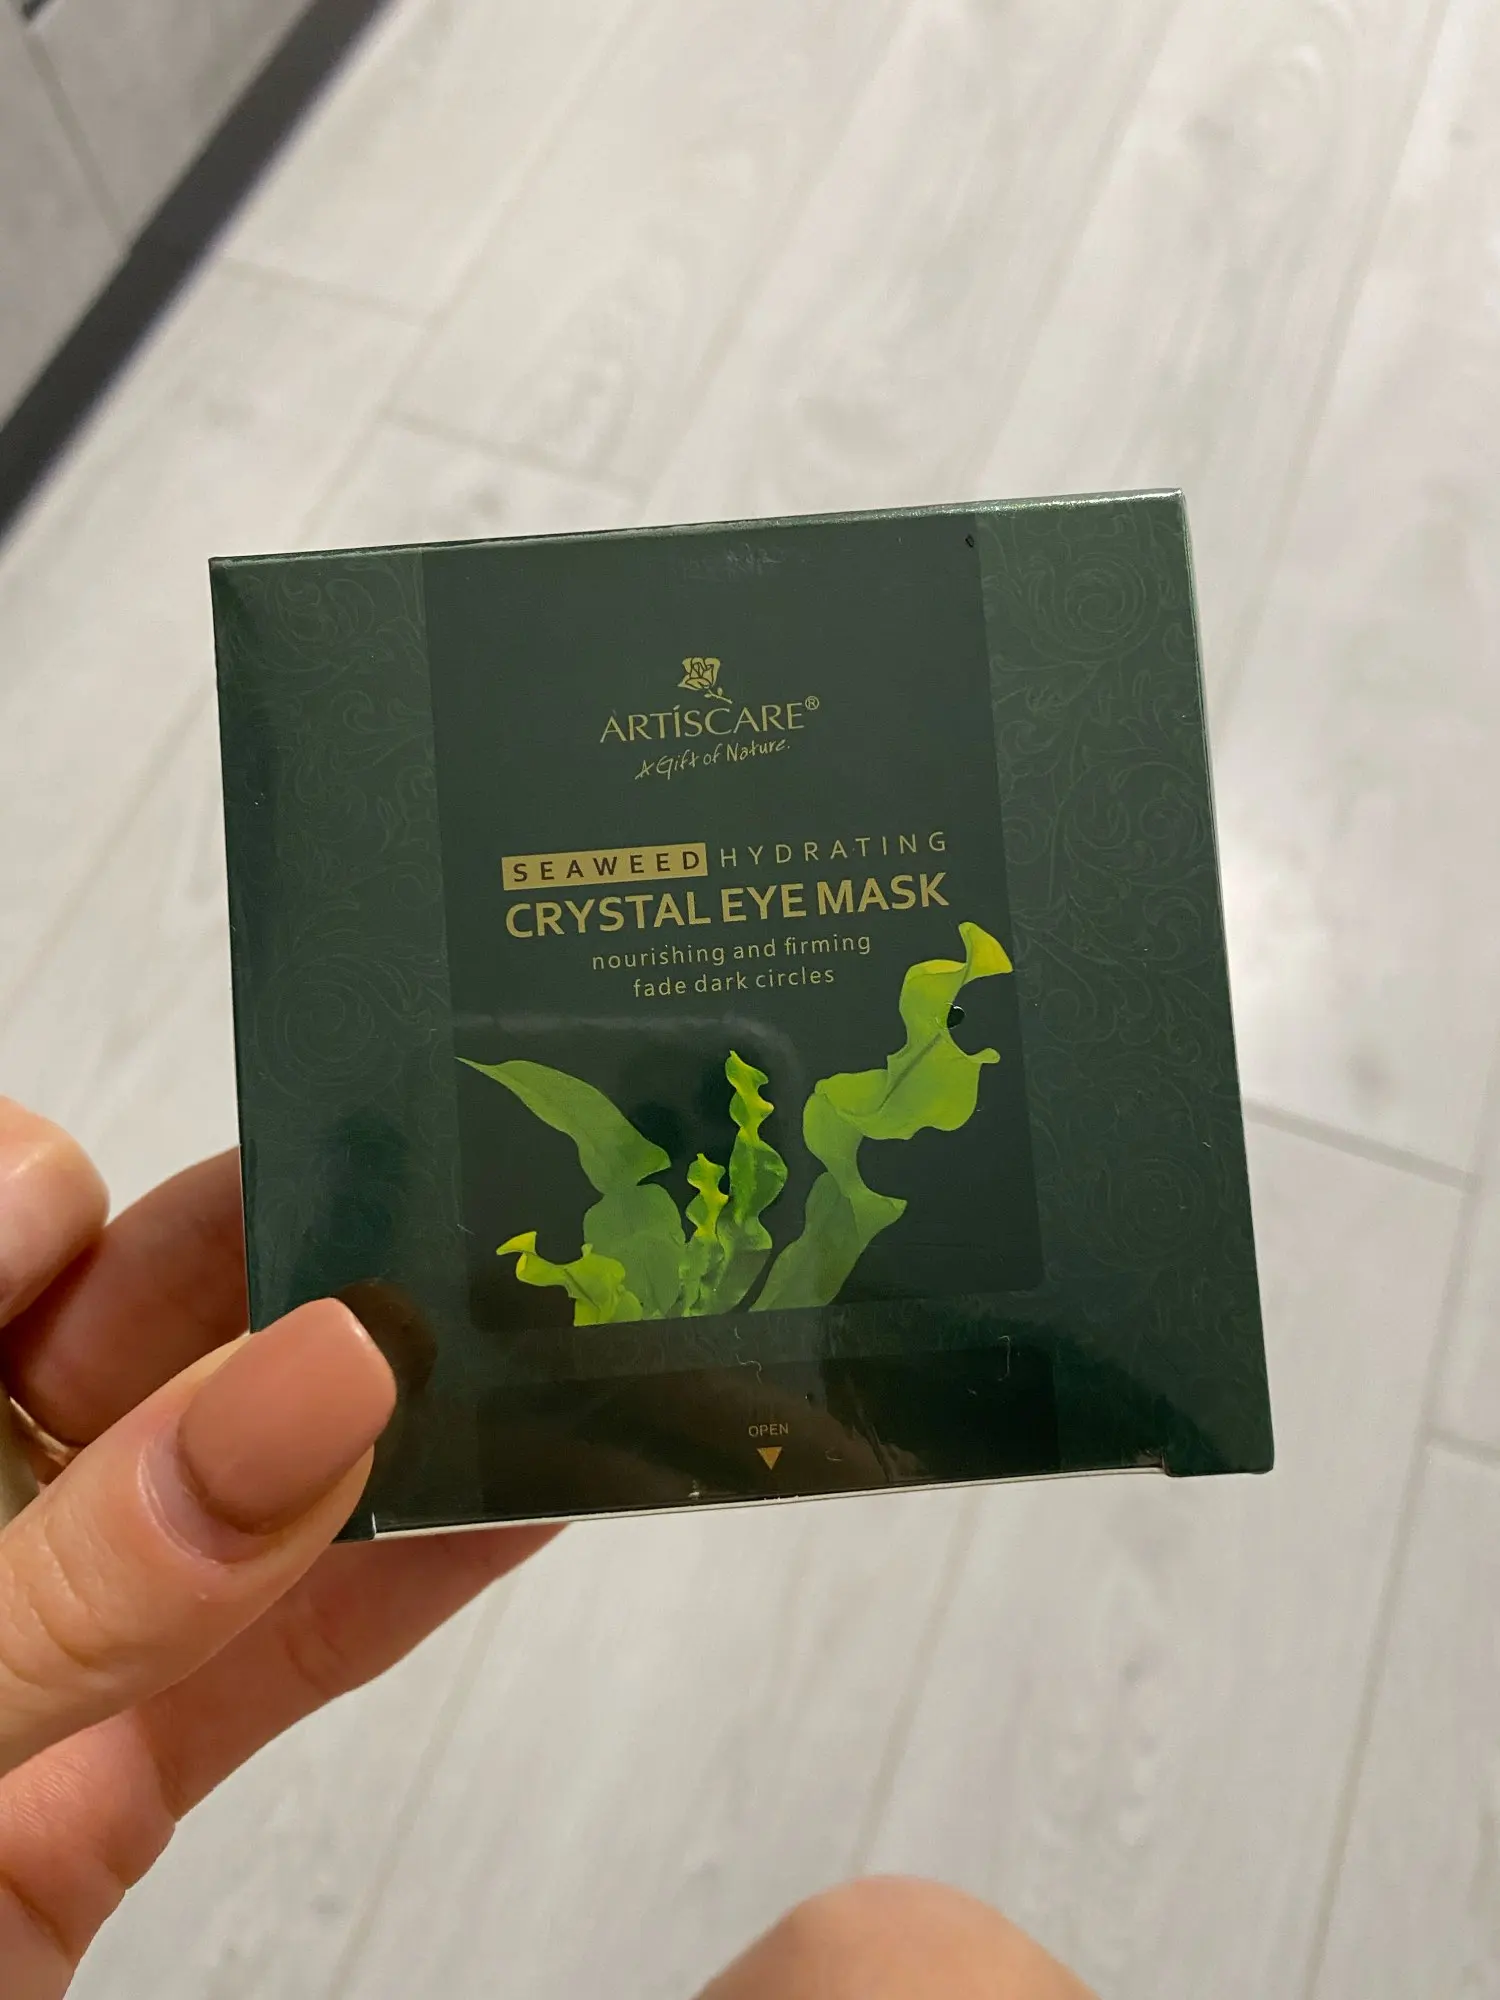 ARTISCARE®
A Gift of Nature.
SEAWEED HYDRATING
CRYSTAL EYE MASK
nourishing and firming
fade dark circles
OPEN